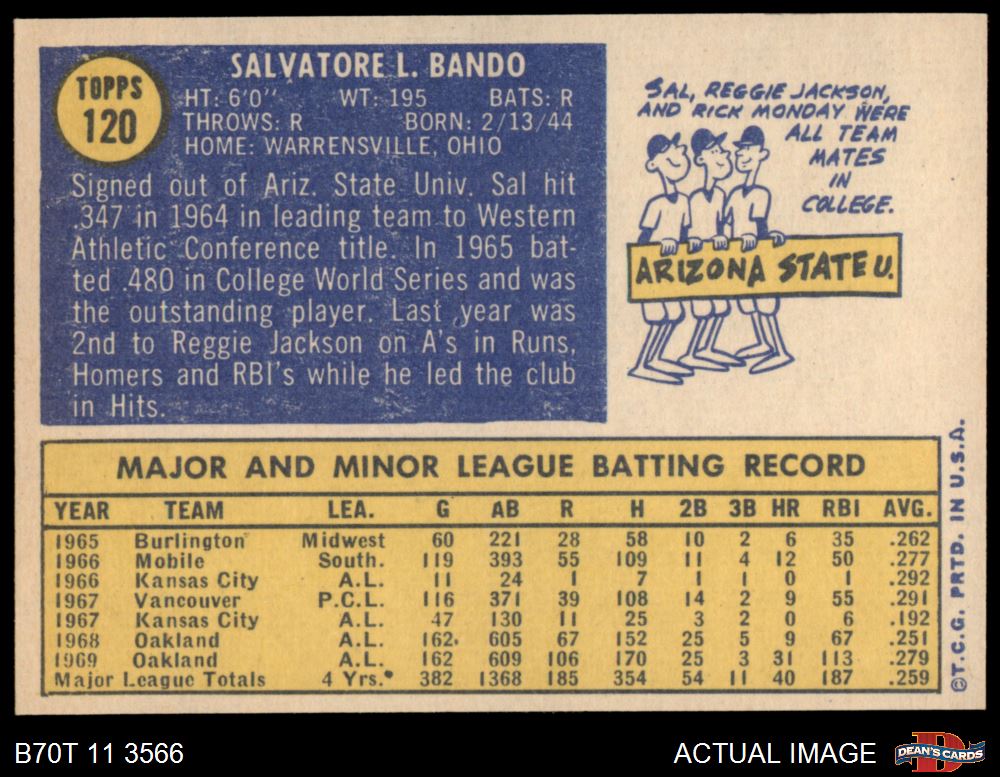 TOPPS
120
SALVATORE L. BANDO
HT: 6'0" WT: 195 BATS: R
THROWS: R BORN: 2/13/44
HOME: WARRENSVILLE, OHIO
Signed out of Ariz. State Univ. Sal hit
.347 in 1964 in leading team to Western
Athletic Conference title. In 1965 bat-
ted .480 in College World Series and was
the outstanding player. Last year was
2nd to Reggie Jackson on A's in Runs,
Homers and RBI's while he led the club
in Hits.
SAL, REGGIE JACKSON,
AND RICK MONDAY WERE
ALL TEAM
MATES
IN
COLLEGE.
ARIZONA STATE U.
MAJOR AND MINOR LEAGUE BATTING RECORD
YEAR TEAM LEA. G AB R H 2B 3B HR RBI AVG.
1965 Burlington Midwest 60 221 28 58 10 2 6 35 .262
1966 Mobile South. 119 393 55 109 11 4 12 50 .277
1966 Kansas City A.L. 11 24 1 7 1 1 0 1 .292
1967 Vancouver P.C.L. 116 371 39 108 14 2 9 55 .291
1967 Kansas City A.L. 47 130 11 25 3 2 0 6 .192
1968 Oakland A.L. 162 605 67 152 25 5 9 67 .251
1969 Oakland A.L. 162 609 106 170 25 3 31 113 .279
Major League Totals 4 Yrs. 382 1368 185 354 54 11 40 187 .259
©T.C.G. PRTD. IN U.S.A.
B70T 11 3566
ACTUAL IMAGE
DEAN'S CARDS